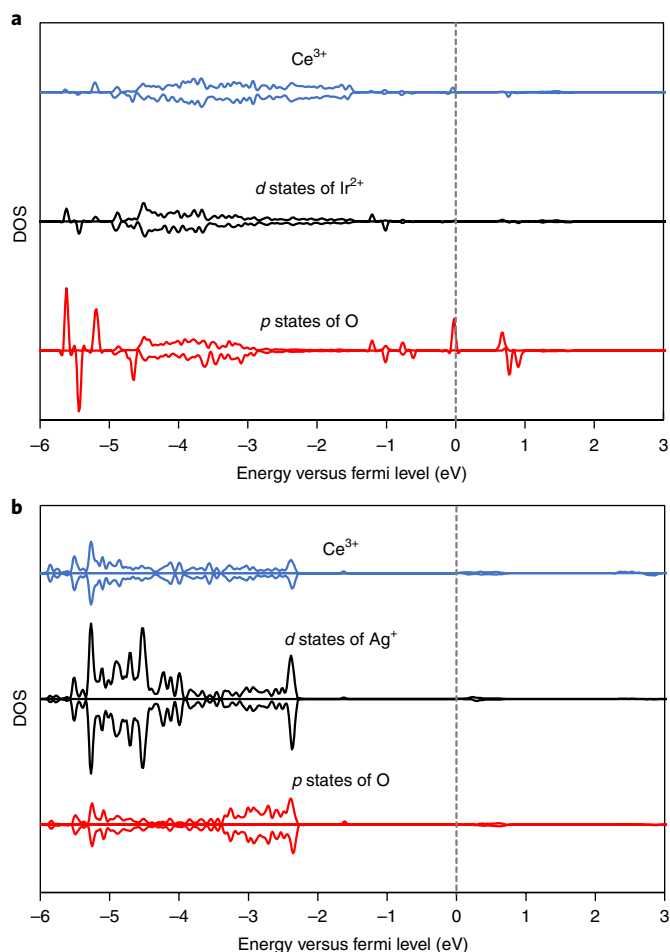 a
Ce³⁺
d states of Ir²⁺
DOS
p states of O
–6 –5 –4 –3 –2 –1 0 1 2 3
Energy versus fermi level (eV)
b
Ce³⁺
d states of Ag⁺
DOS
p states of O
–6 –5 –4 –3 –2 –1 0 1 2 3
Energy versus fermi level (eV)